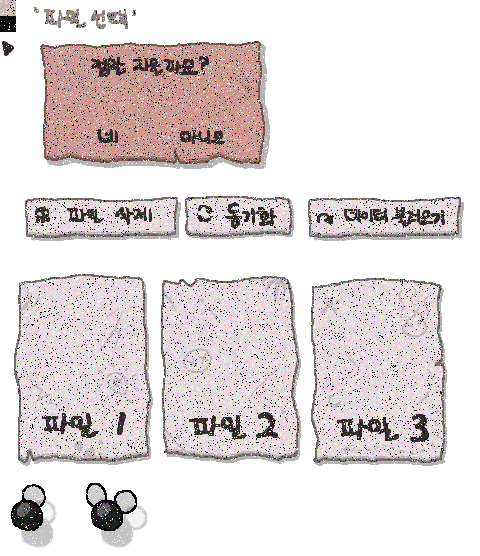 '파일 선택'
정말 지울까요?
네 아니오
파일 삭제 동기화 데이터 불러오기
파일 1 파일 2 파일 3